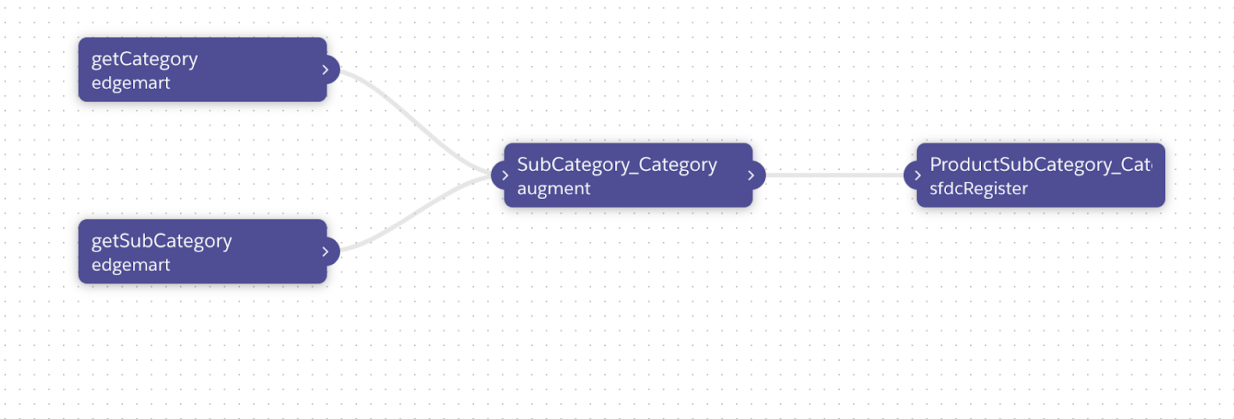 getCategory
edgemart
SubCategory_Category
augment
ProductSubCategory_Cat
sfdcRegister
getSubCategory
edgemart